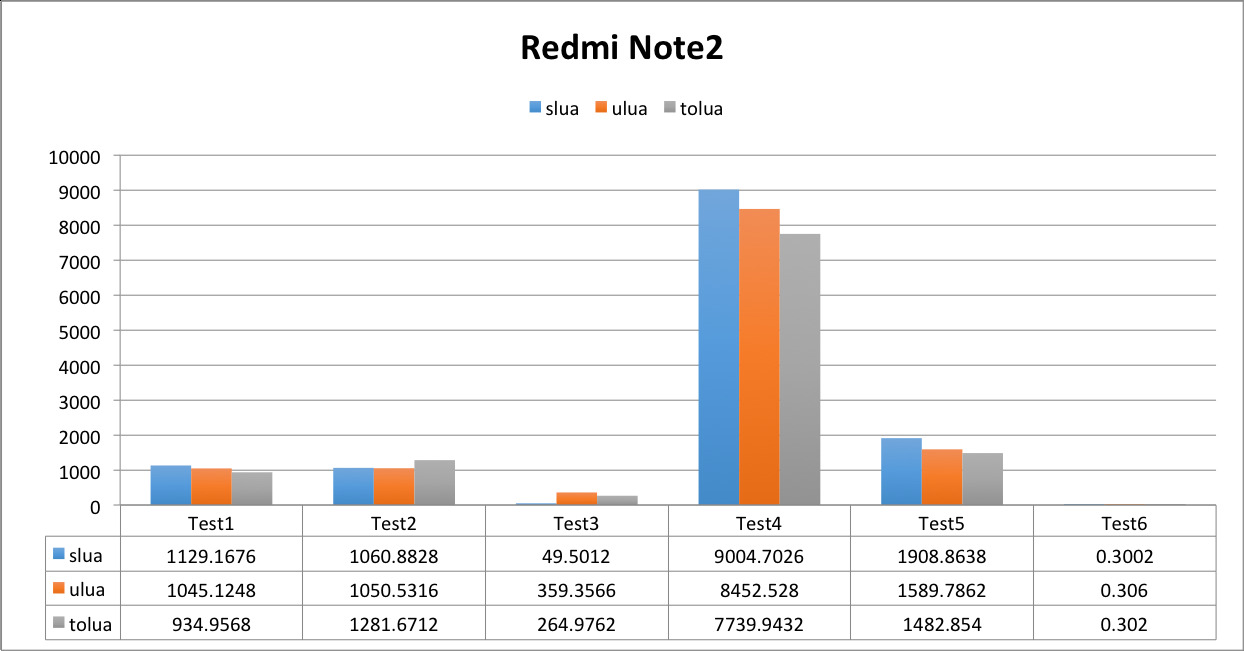 Redmi Note2
slua ulua tolua
10000
9000
8000
7000
6000
5000
4000
3000
2000
1000
0
Test1 Test2 Test3 Test4 Test5 Test6
slua 1129.1676 1060.8828 49.5012 9004.7026 1908.8638 0.3002
ulua 1045.1248 1050.5316 359.3566 8452.528 1589.7862 0.306
tolua 934.9568 1281.6712 264.9762 7739.9432 1482.854 0.302